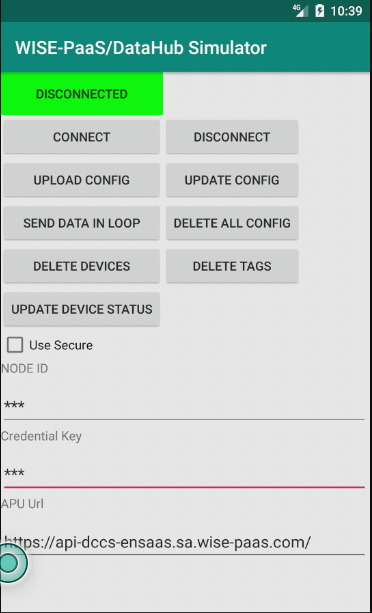 4G 10:39
WISE-PaaS/DataHub Simulator
DISCONNECTED
CONNECT DISCONNECT
UPLOAD CONFIG UPDATE CONFIG
SEND DATA IN LOOP DELETE ALL CONFIG
DELETE DEVICES DELETE TAGS
UPDATE DEVICE STATUS
Use Secure
NODE ID
***
Credential Key
***
APU Url
https://api-dccs-ensaas.sa.wise-paas.com/